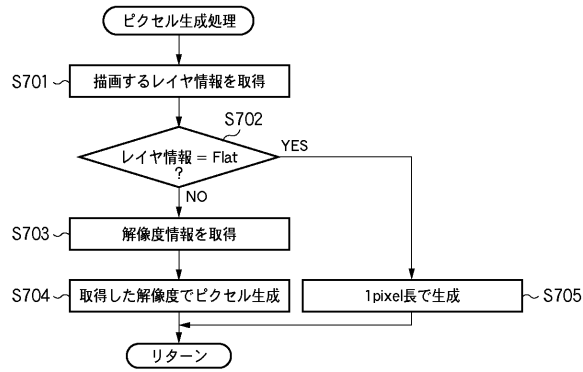 ピクセル生成処理
S701
描画するレイヤ情報を取得
S702
レイヤ情報 = Flat
?
YES
NO
S703
解像度情報を取得
S704
取得した解像度でピクセル生成
1pixel長で生成
S705
リターン